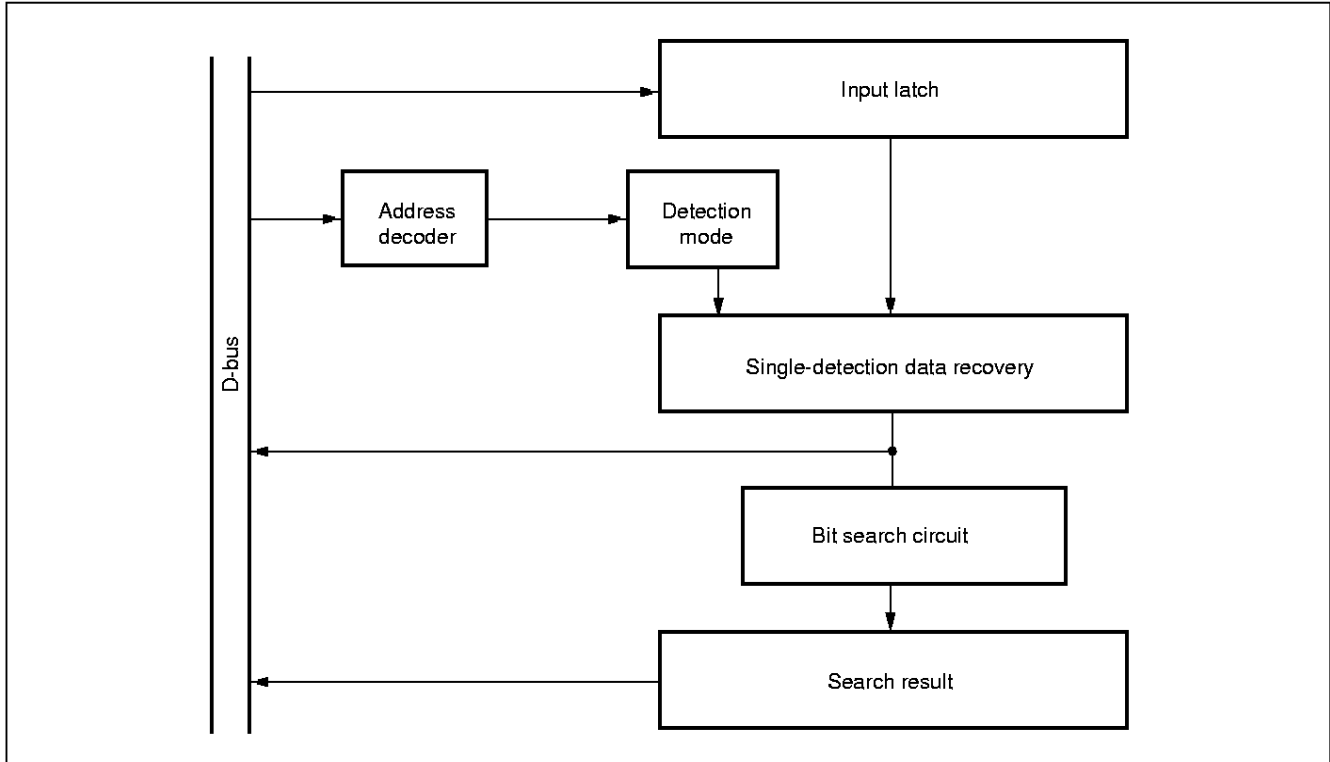 Input latch
Address
decoder
Detection
mode
D-bus
Single-detection data recovery
Bit search circuit
Search result